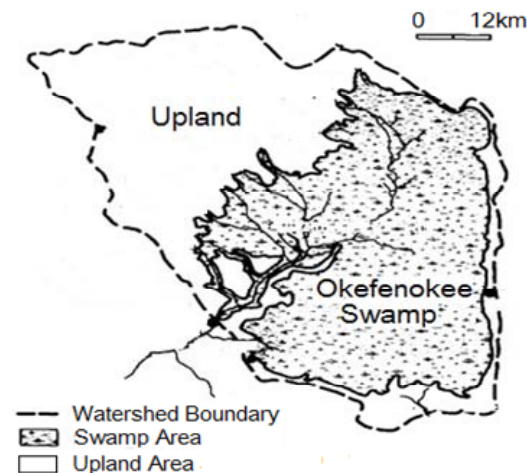 0 12km
Upland
Okefenokee
Swamp
Watershed Boundary
Swamp Area
Upland Area